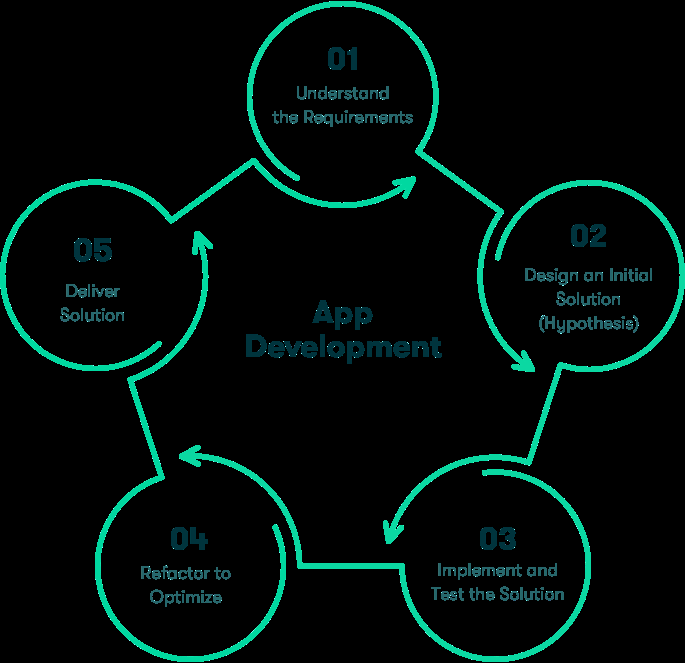 01
Understand
the Requirements
02
Design an Initial
Solution
(Hypothesis)
03
Implement and
Test the Solution
04
Refactor to
Optimize
05
Deliver
Solution
App
Development